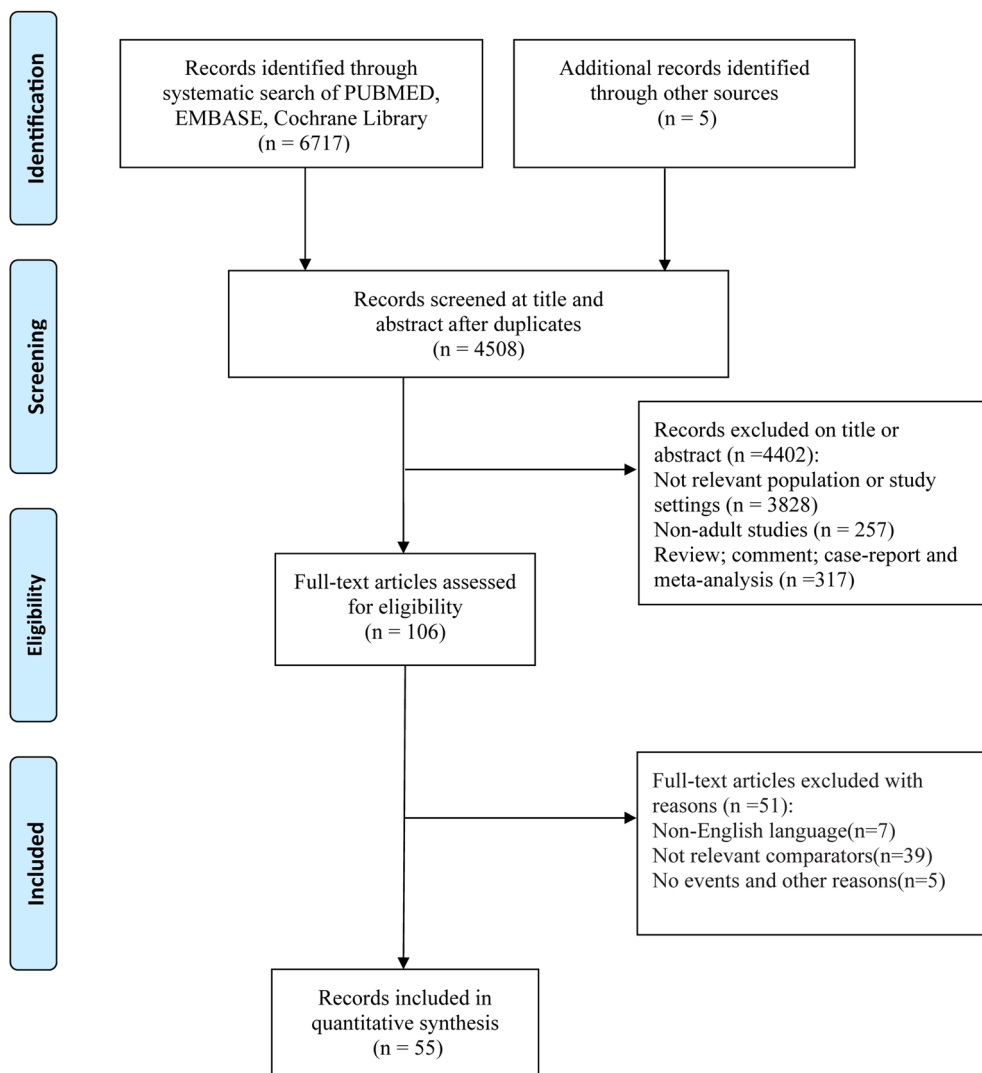 Identification
Records identified through
systematic search of PUBMED,
EMBASE, Cochrane Library
(n = 6717)
Additional records identified
through other sources
(n = 5)
Screening
Records screened at title and
abstract after duplicates
(n = 4508)
Records excluded on title or
abstract (n =4402):
Not relevant population or study
settings (n = 3828)
Non-adult studies (n = 257)
Review; comment; case-report and
meta-analysis (n =317)
Eligibility
Full-text articles assessed
for eligibility
(n = 106)
Full-text articles excluded with
reasons (n =51):
Non-English language(n=7)
Not relevant comparators(n=39)
No events and other reasons(n=5)
Included
Records included in
quantitative synthesis
(n = 55)